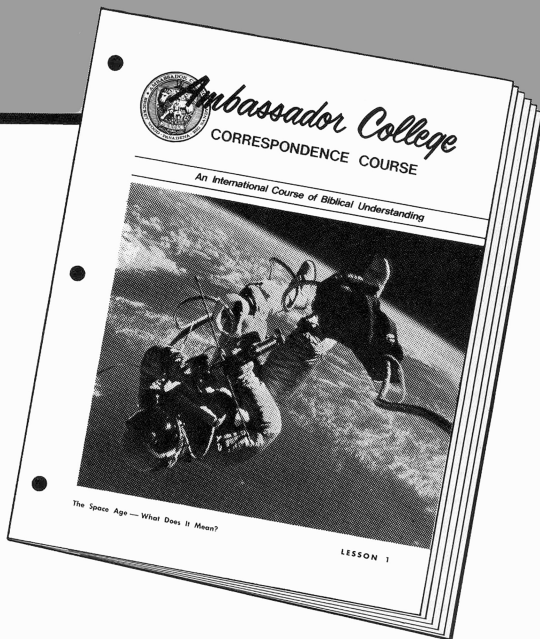 Ambassador College
CORRESPONDENCE COURSE
An International Course of Biblical Understanding
The Space Age — What Does It Mean?
LESSON 1